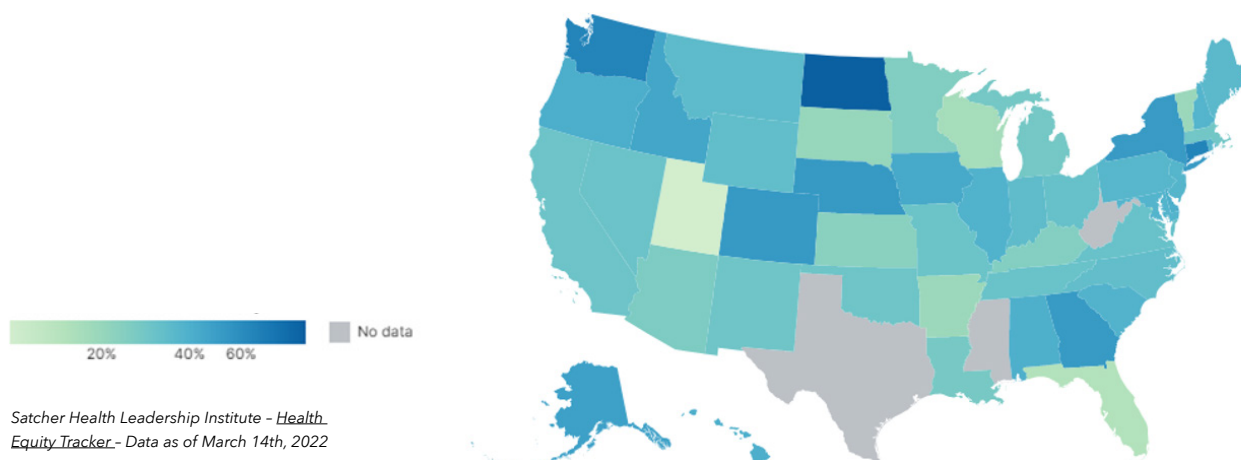 20%
40%
60%
No data
Satcher Health Leadership Institute – Health
Equity Tracker – Data as of March 14th, 2022